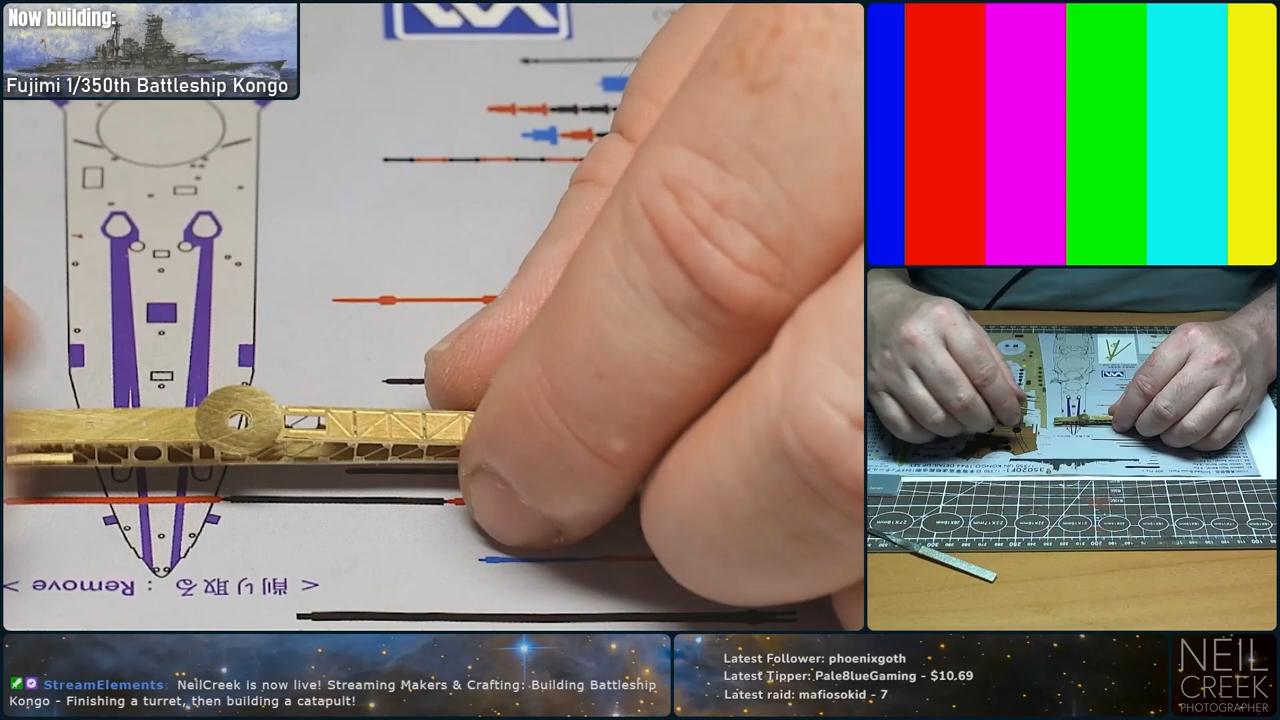 Now building:
Fujimi 1/350th Battleship Kongo
< 削り取る : Remove >
StreamElements: NeilCreek is now live! Streaming Makers & Crafting: Building Battleship
Kongo - Finishing a turret, then building a catapult!
Latest Follower: phoenixgoth
Latest Tipper: Pale8lueGaming - $10.69
Latest raid: mafiosokid - 7
NEIL
CREEK
PHOTOGRAPHER